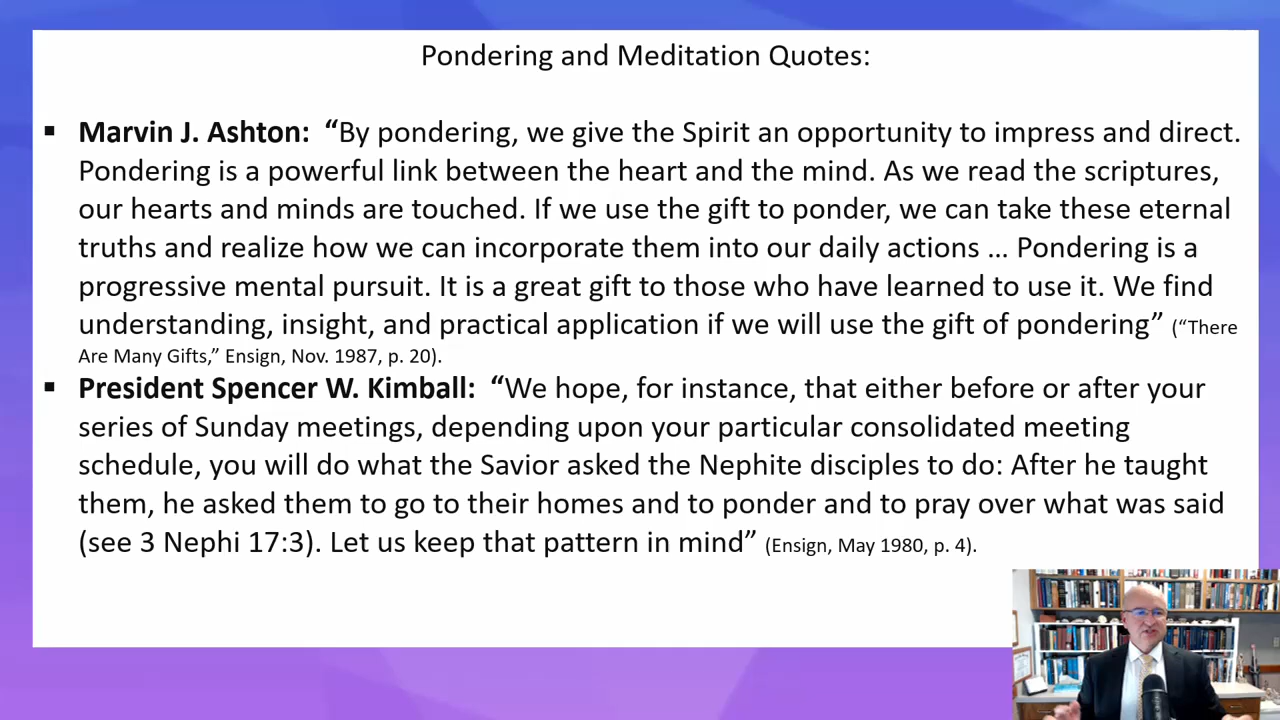 Pondering and Meditation Quotes:
▪ Marvin J. Ashton: “By pondering, we give the Spirit an opportunity to impress and direct.
Pondering is a powerful link between the heart and the mind. As we read the scriptures,
our hearts and minds are touched. If we use the gift to ponder, we can take these eternal
truths and realize how we can incorporate them into our daily actions … Pondering is a
progressive mental pursuit. It is a great gift to those who have learned to use it. We find
understanding, insight, and practical application if we will use the gift of pondering” (“There
Are Many Gifts,” Ensign, Nov. 1987, p. 20).
▪ President Spencer W. Kimball: “We hope, for instance, that either before or after your
series of Sunday meetings, depending upon your particular consolidated meeting
schedule, you will do what the Savior asked the Nephite disciples to do: After he taught
them, he asked them to go to their homes and to ponder and to pray over what was said
(see 3 Nephi 17:3). Let us keep that pattern in mind” (Ensign, May 1980, p. 4).